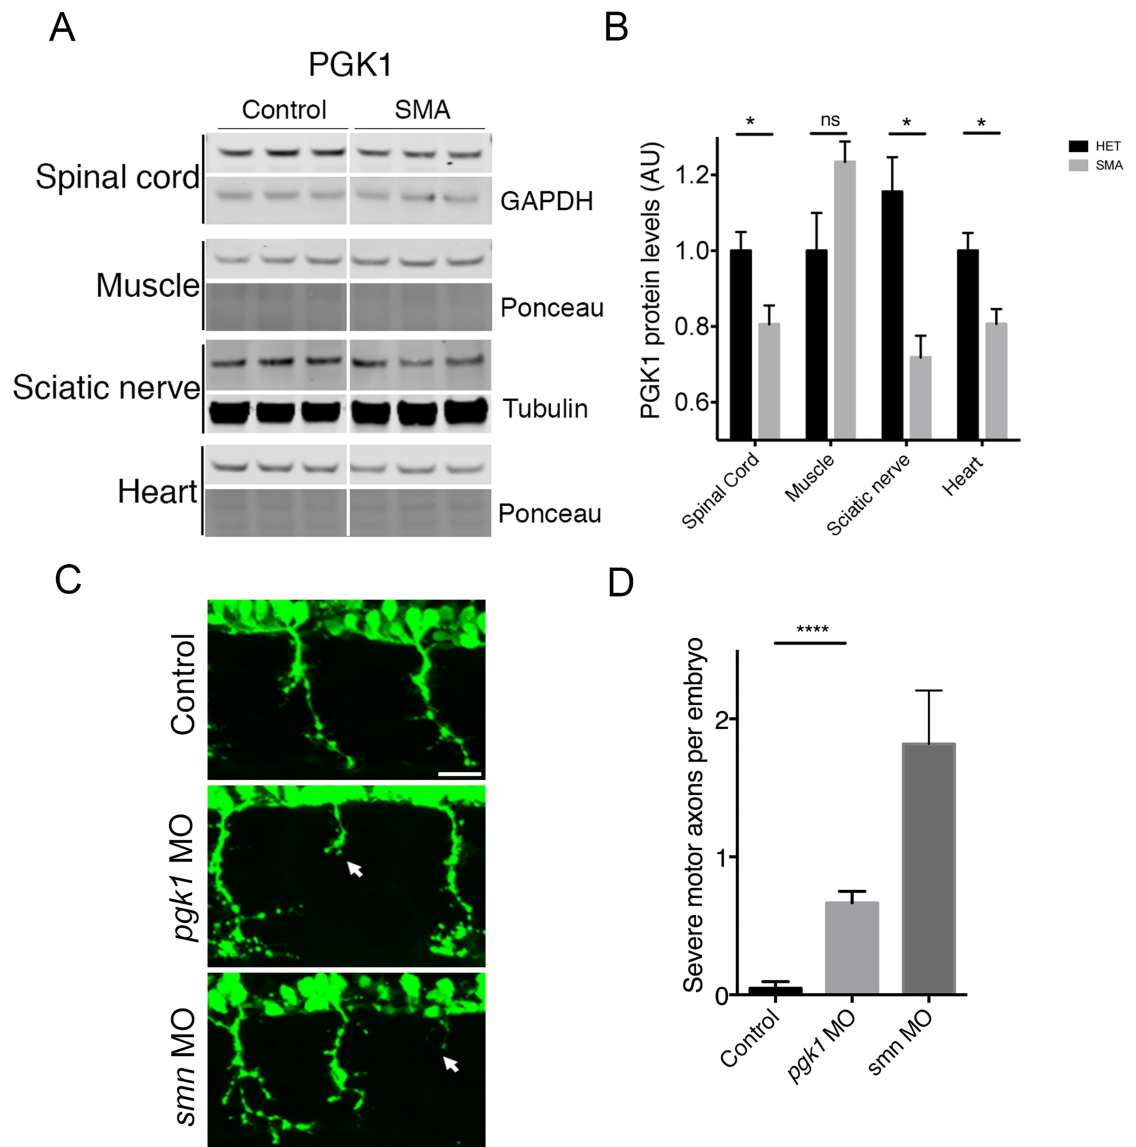 A
PGK1
Control SMA
Spinal cord
GAPDH
Muscle
Ponceau
Sciatic nerve
Tubulin
Heart
Ponceau
B
* ns * *
HET
SMA
PGK1 protein levels (AU)
1.2
1.0
0.8
0.6
Spinal Cord
Muscle
Sciatic nerve
Heart
C
Control
pgk1 MO
smn MO
D
****
Severe motor axons per embryo
2
1
0
Control
pgk1 MO
smn MO